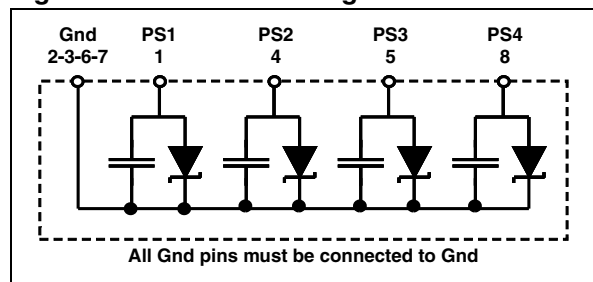 Gnd PS1 PS2 PS3 PS4
2-3-6-7 1 4 5 8
All Gnd pins must be connected to Gnd